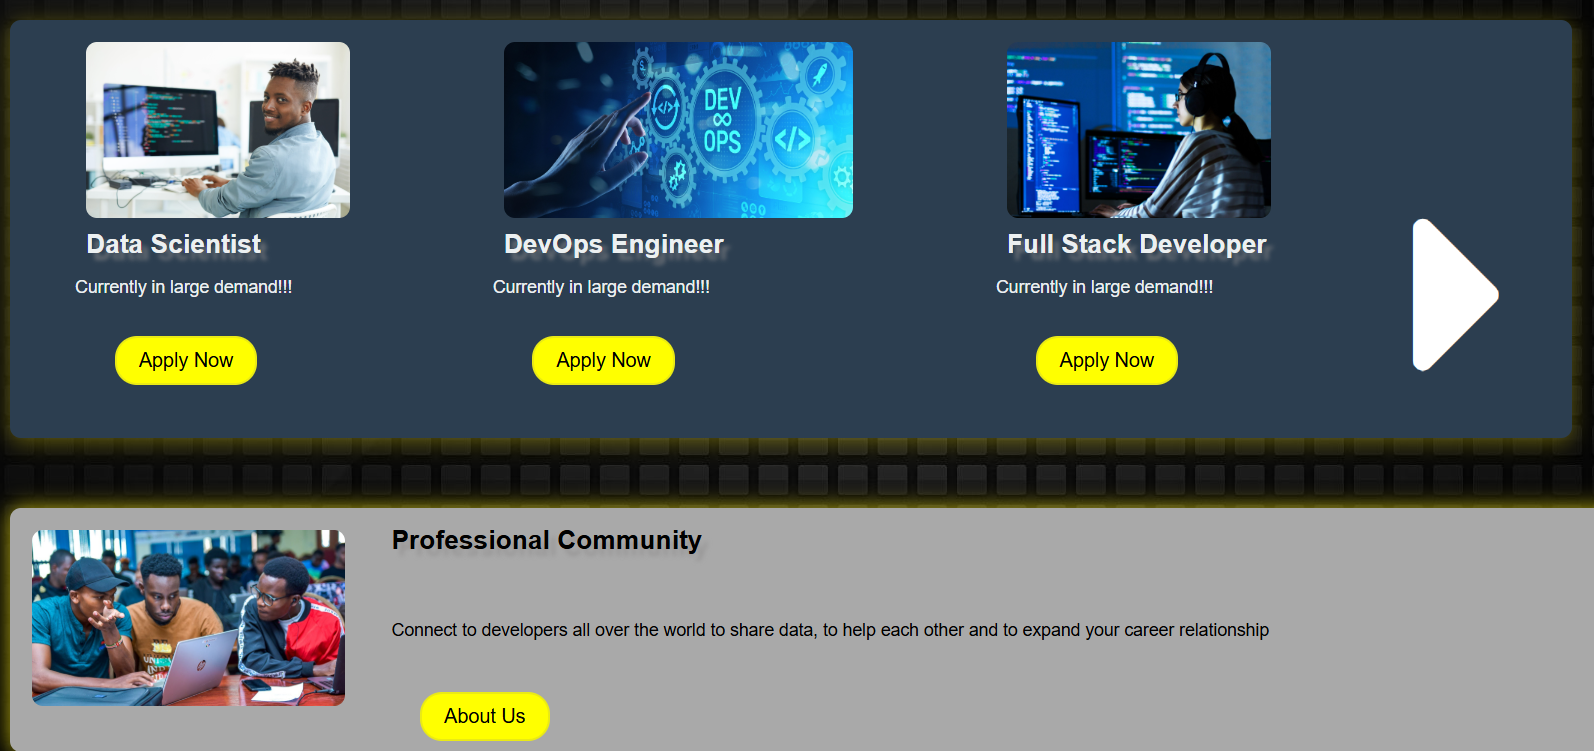 DEV
OPS
Data Scientist
DevOps Engineer
Full Stack Developer
Currently in large demand!!!
Currently in large demand!!!
Currently in large demand!!!
Apply Now
Apply Now
Apply Now
Professional Community
Connect to developers all over the world to share data, to help each other and to expand your career relationship
About Us